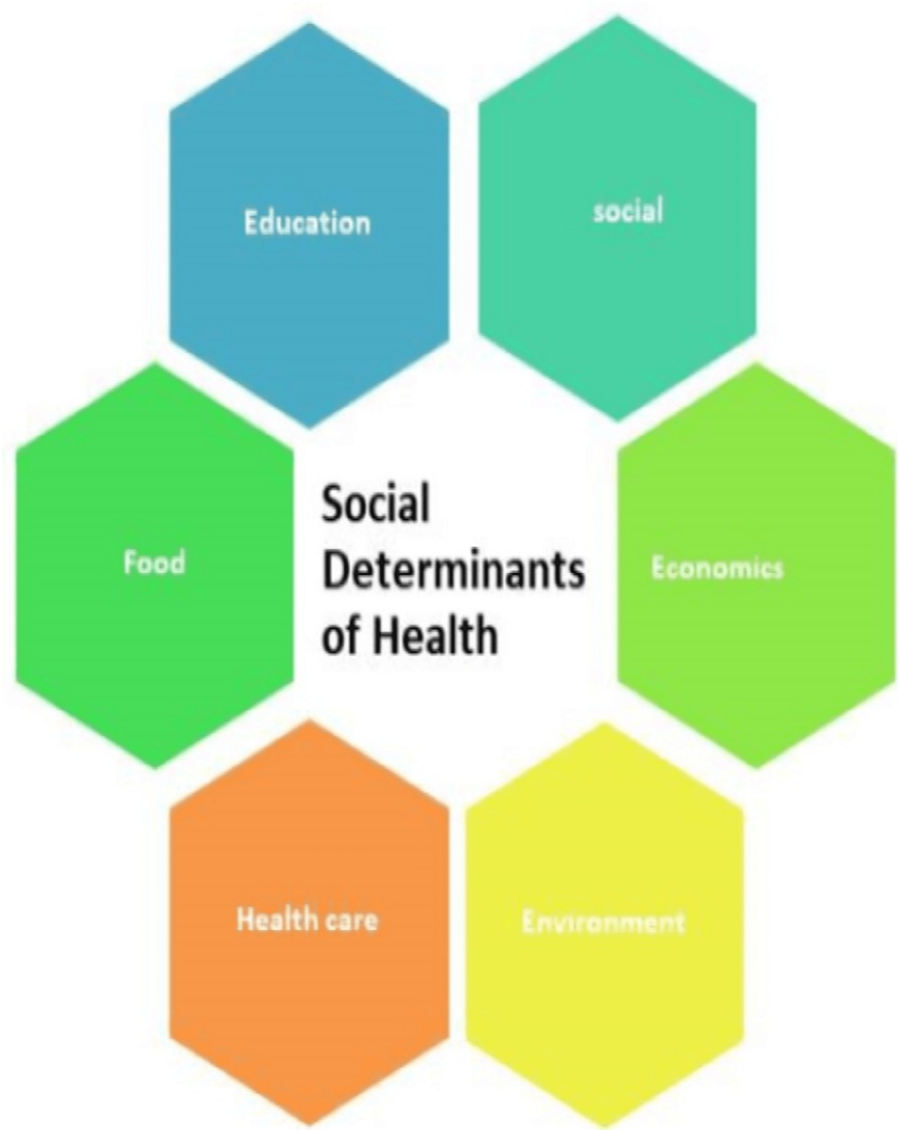 Education
social
Food
Social
Determinants
of Health
Economics
Health care
Environment